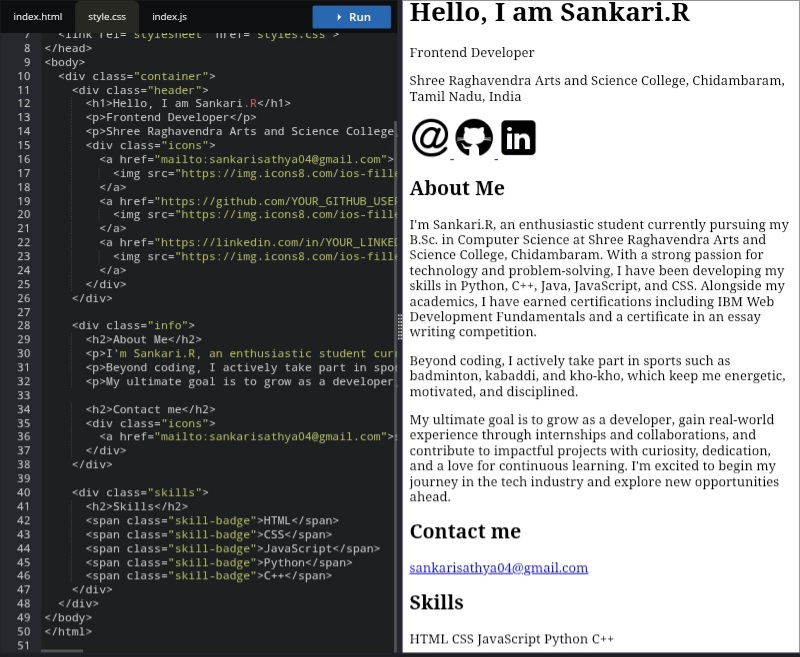 index.html style.css index.js Run
7 <link rel="stylesheet" href="styles.css">
8 </head>
9 <body>
10 <div class="container">
11 <div class="header">
12 <h1>Hello, I am Sankari.R</h1>
13 <p>Frontend Developer</p>
14 <p>Shree Raghavendra Arts and Science College,
15 <div class="icons">
16 <a href="mailto:sankarisathya04@gmail.com">
17 <img src="https://img.icons8.com/ios-fille
18 </a>
19 <a href="https://github.com/YOUR_GITHUB_USER
20 <img src="https://img.icons8.com/ios-fille
21 </a>
22 <a href="https://linkedin.com/in/YOUR_LINKED
23 <img src="https://img.icons8.com/ios-fille
24 </a>
25 </div>
26 </div>
27
28 <div class="info">
29 <h2>About Me</h2>
30 <p>I'm Sankari.R, an enthusiastic student curr
31 <p>Beyond coding, I actively take part in spor
32 <p>My ultimate goal is to grow as a developer,
33
34 <h2>Contact me</h2>
35 <div class="icons">
36 <a href="mailto:sankarisathya04@gmail.com">s
37 </div>
38 </div>
39
40 <div class="skills">
41 <h2>Skills</h2>
42 <span class="skill-badge">HTML</span>
43 <span class="skill-badge">CSS</span>
44 <span class="skill-badge">JavaScript</span>
45 <span class="skill-badge">Python</span>
46 <span class="skill-badge">C++</span>
47 </div>
48 </div>
49 </body>
50 </html>
51
Hello, I am Sankari.R
Frontend Developer
Shree Raghavendra Arts and Science College, Chidambaram,
Tamil Nadu, India
in
About Me
I'm Sankari.R, an enthusiastic student currently pursuing my
B.Sc. in Computer Science at Shree Raghavendra Arts and
Science College, Chidambaram. With a strong passion for
technology and problem-solving, I have been developing my
skills in Python, C++, Java, JavaScript, and CSS. Alongside my
academics, I have earned certifications including IBM Web
Development Fundamentals and a certificate in an essay
writing competition.
Beyond coding, I actively take part in sports such as
badminton, kabaddi, and kho-kho, which keep me energetic,
motivated, and disciplined.
My ultimate goal is to grow as a developer, gain real-world
experience through internships and collaborations, and
contribute to impactful projects with curiosity, dedication,
and a love for continuous learning. I'm excited to begin my
journey in the tech industry and explore new opportunities
ahead.
Contact me
sankarisathya04@gmail.com
Skills
HTML CSS JavaScript Python C++